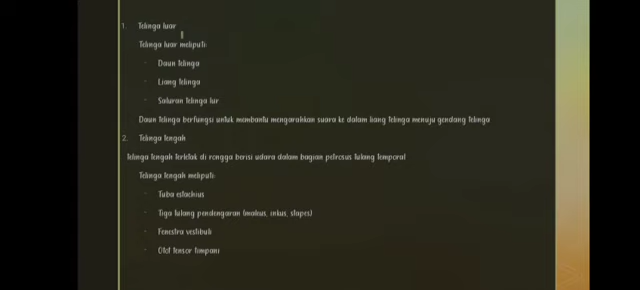 1. Telinga luar
Telinga luar meliputi:
- Daun telinga
- Liang telinga
- Saluran telinga lur
Daun telinga berfungsi untuk membantu mengarahkan suara ke dalam liang telinga menuju gendang telinga
2. Telinga tengah
Telinga tengah terletak di rongga berisi udara dalam bagian petrosus tulang temporal
Telinga tengah meliputi:
- Tuba estachius
- Tiga tulang pendengaran (maleus, inkus, stapes)
- Fenestra vestibuli
- Otot tensor timpani